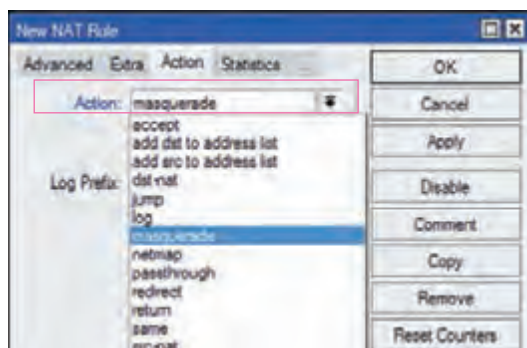 New NAT Rule
Advanced Extra Action Statistics ...
Action: masquerade
accept
add dst to address list
add src to address list
Log Prefix: dst-nat
jump
log
masquerade
netmap
passthrough
redirect
return
same
src-nat
OK
Cancel
Apply
Disable
Comment
Copy
Remove
Reset Counters